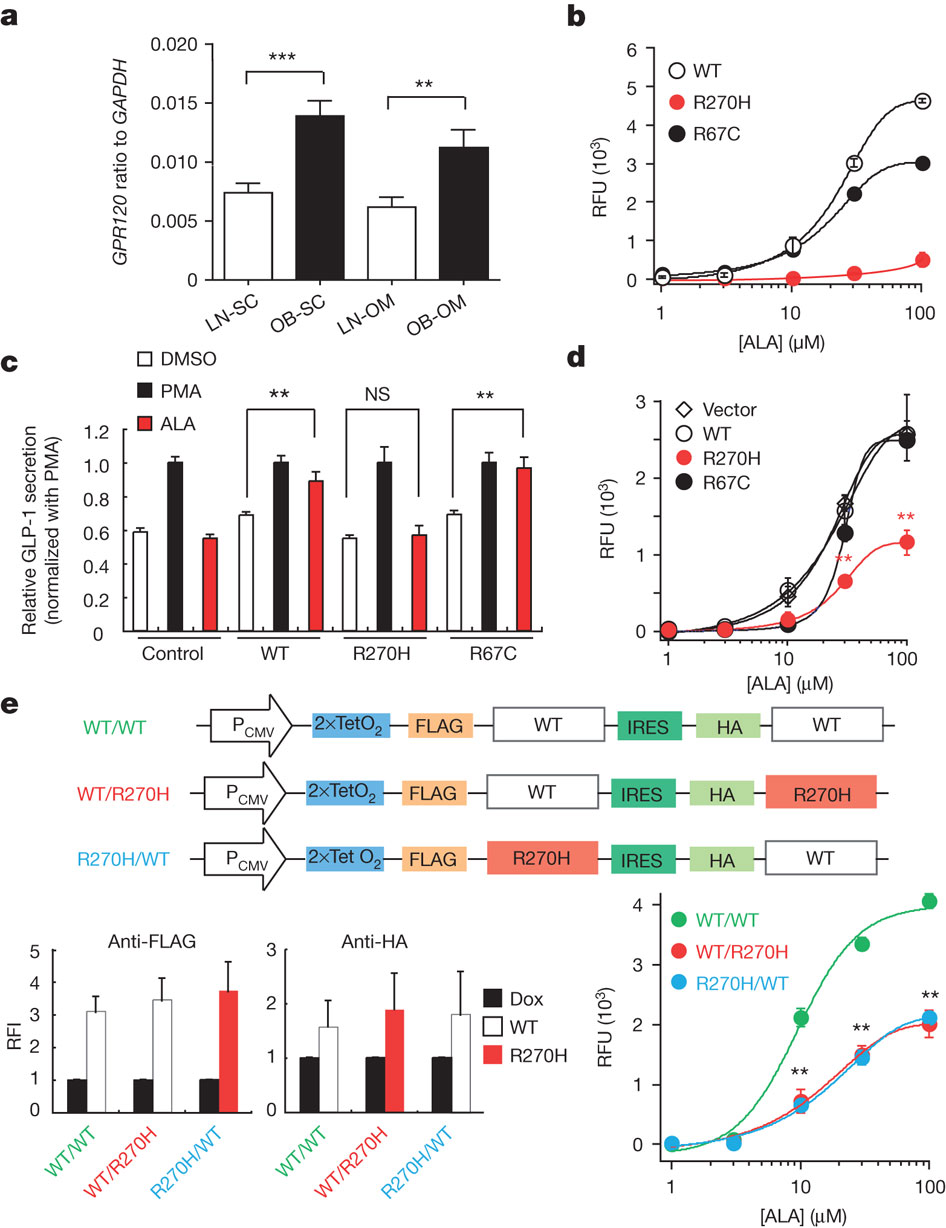 a
GPR120 ratio to GAPDH
0.020
0.015
0.010
0.005
0
***
**
LN-SC
OB-SC
LN-OM
OB-OM
b
RFU (10³)
6
5
4
3
2
1
0
WT
R270H
R67C
1
10
100
[ALA] (μM)
c
DMSO
PMA
ALA
Relative GLP-1 secretion
(normalized with PMA)
1.2
1.0
0.8
0.6
0.4
0.2
0
**
NS
**
Control
WT
R270H
R67C
d
RFU (10³)
3
2
1
0
Vector
WT
R270H
R67C
**
**
1
10
100
[ALA] (μM)
e
WT/WT
P_CMV
2×TetO₂
FLAG
WT
IRES
HA
WT
WT/R270H
P_CMV
2×TetO₂
FLAG
WT
IRES
HA
R270H
R270H/WT
P_CMV
2×Tet O₂
FLAG
R270H
IRES
HA
WT
Anti-FLAG
RFI
5
4
3
2
1
0
WT/WT
WT/R270H
R270H/WT
Anti-HA
3
2
1
0
Dox
WT
R270H
WT/WT
WT/R270H
R270H/WT
RFU (10³)
4
3
2
1
0
WT/WT
WT/R270H
R270H/WT
**
**
**
1
10
100
[ALA] (μM)